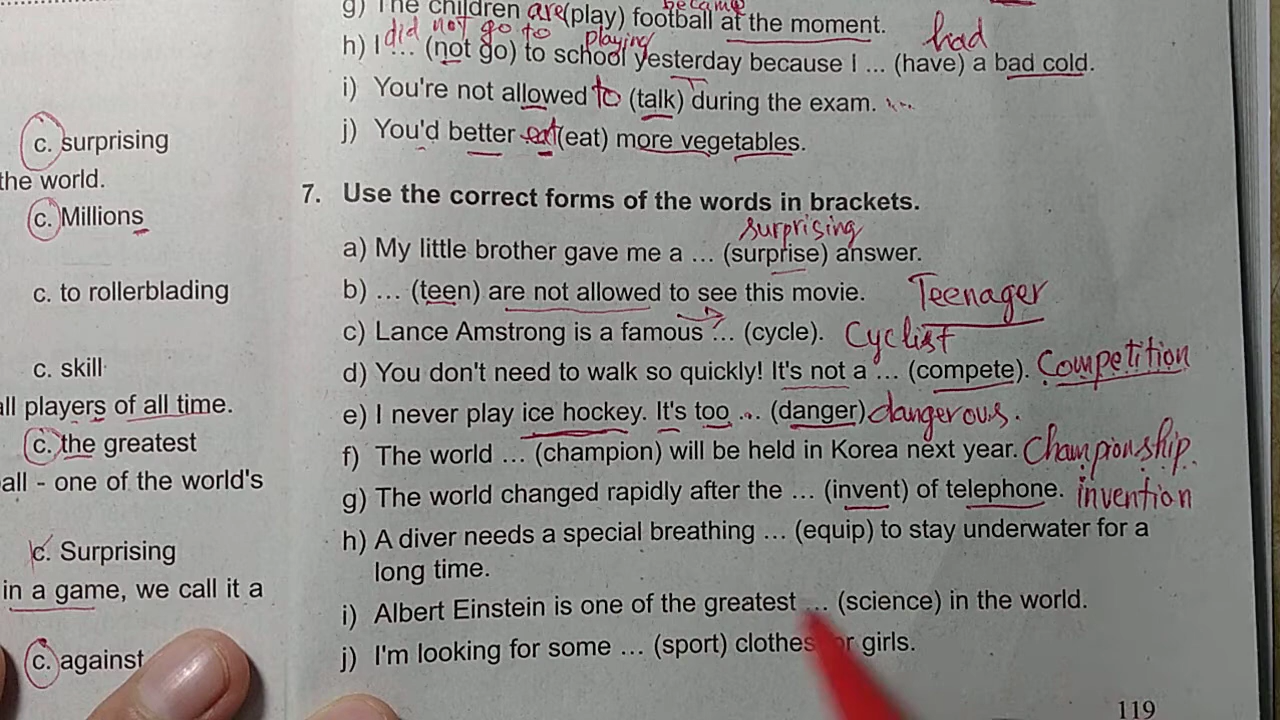 became
g) The children are (play) football at the moment.
did not go to playing had
h) I ... (not go) to school yesterday because I ... (have) a bad cold.
i) You're not allowed to (talk) during the exam.
j) You'd better eat (eat) more vegetables.
c. surprising
the world.
c. Millions
c. to rollerblading
c. skill
all players of all time.
c. the greatest
all - one of the world's
c. Surprising
in a game, we call it a
c. against
7. Use the correct forms of the words in brackets.
surprising
a) My little brother gave me a ... (surprise) answer.
b) ... (teen) are not allowed to see this movie. Teenager
c) Lance Amstrong is a famous ... (cycle). Cyclist
d) You don't need to walk so quickly! It's not a ... (compete). Competition
e) I never play ice hockey. It's too ... (danger) dangerous.
f) The world ... (champion) will be held in Korea next year. Championship
g) The world changed rapidly after the ... (invent) of telephone. invention
h) A diver needs a special breathing ... (equip) to stay underwater for a
long time.
i) Albert Einstein is one of the greatest ... (science) in the world.
j) I'm looking for some ... (sport) clothes for girls.
119